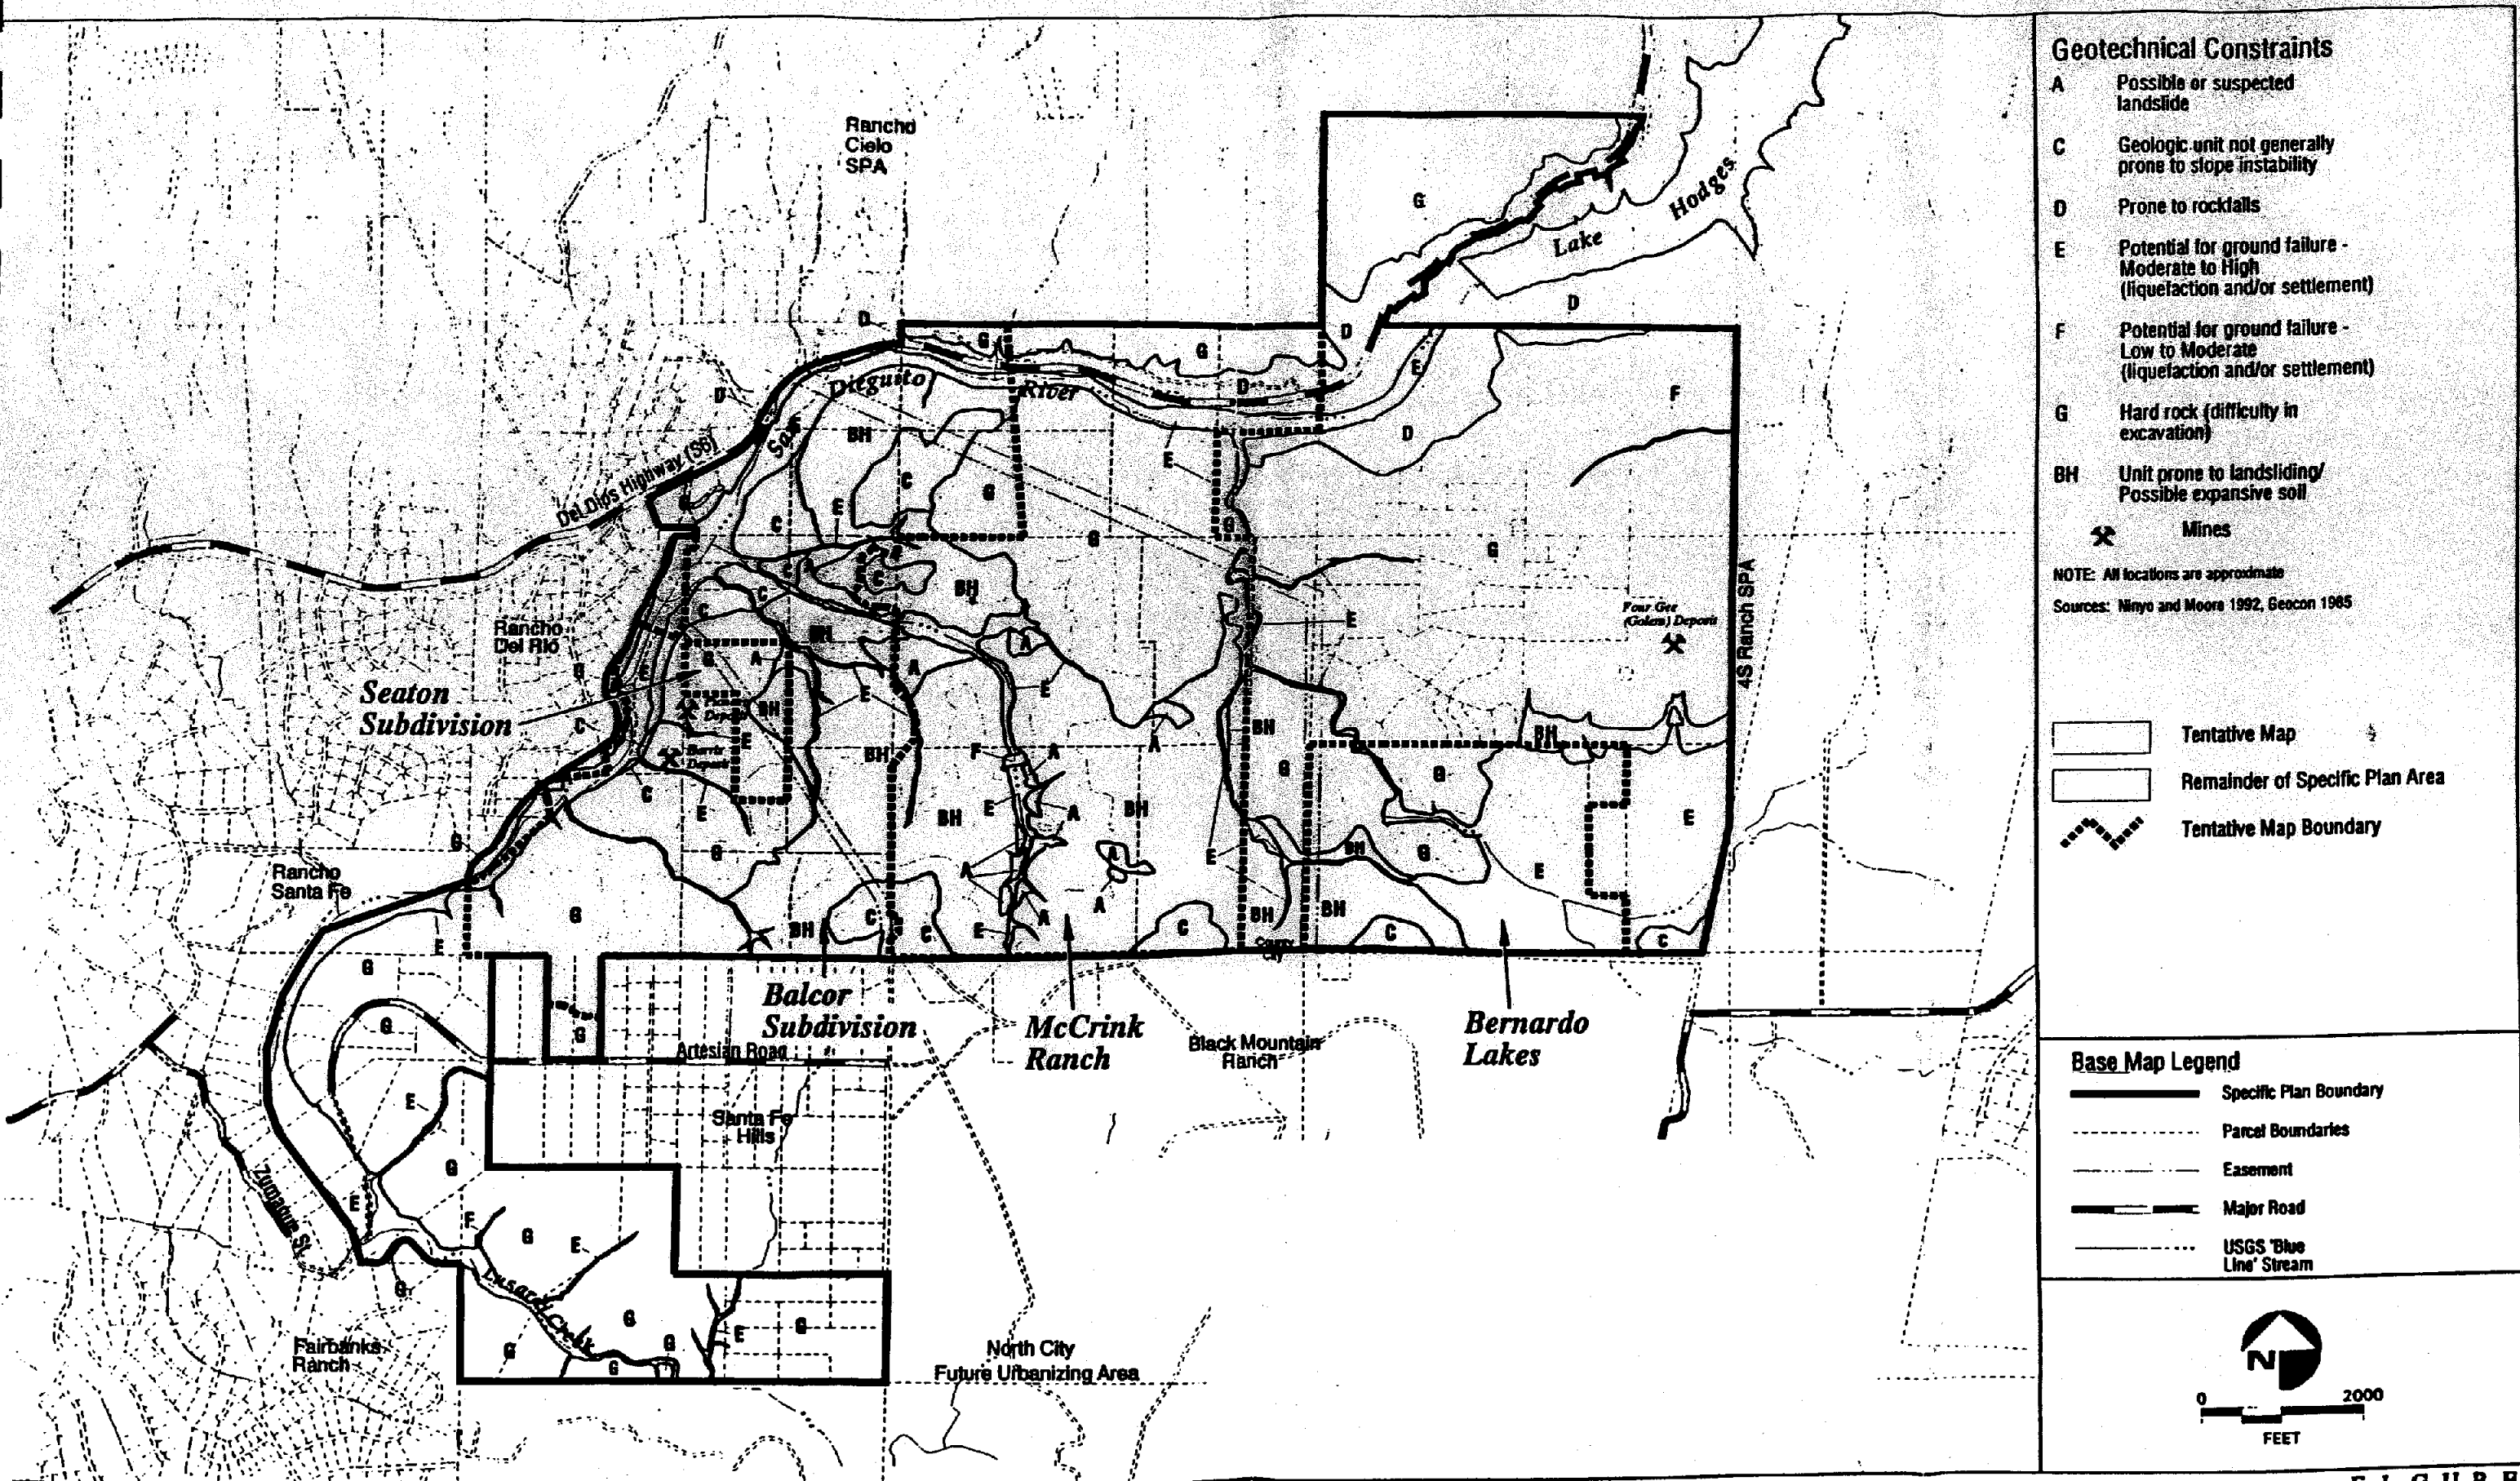 Geotechnical Constraints
A Possible or suspected
landslide
C Geologic unit not generally
prone to slope instability
D Prone to rockfalls
E Potential for ground failure -
Moderate to High
(liquefaction and/or settlement)
F Potential for ground failure -
Low to Moderate
(liquefaction and/or settlement)
G Hard rock (difficulty in
excavation)
BH Unit prone to landsliding/
Possible expansive soil
Mines
NOTE: All locations are approximate
Sources: Ninyo and Moore 1992, Geocon 1985
Tentative Map
Remainder of Specific Plan Area
Tentative Map Boundary
Base Map Legend
Specific Plan Boundary
Parcel Boundaries
Easement
Major Road
USGS 'Blue
Line' Stream
N
0 2000
FEET
Rancho
Cielo
SPA
Lake Hodges
San Dieguito River
Del Dios Highway (S6)
Rancho
Del Rio
Seaton
Subdivision
Four Gee
(Golem) Deposit
4S Ranch SPA
Deposit
Rancho
Santa Fe
County
City
Balcor
Subdivision
McCrink
Ranch
Black Mountain
Ranch
Bernardo
Lakes
Artesian Road
Santa Fe
Hills
Zumaque St.
Lusardi Creek
Fairbanks
Ranch
North City
Future Urbanizing Area